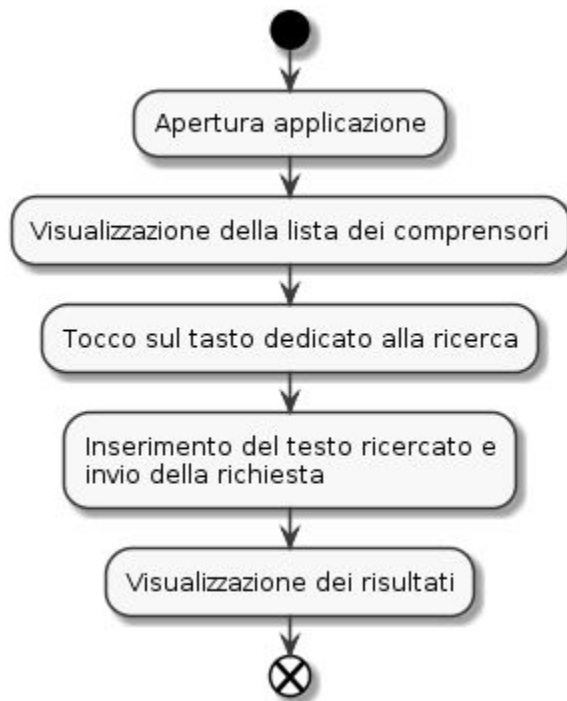 Apertura applicazione
Visualizzazione della lista dei comprensori
Tocco sul tasto dedicato alla ricerca
Inserimento del testo ricercato e
invio della richiesta
Visualizzazione dei risultati